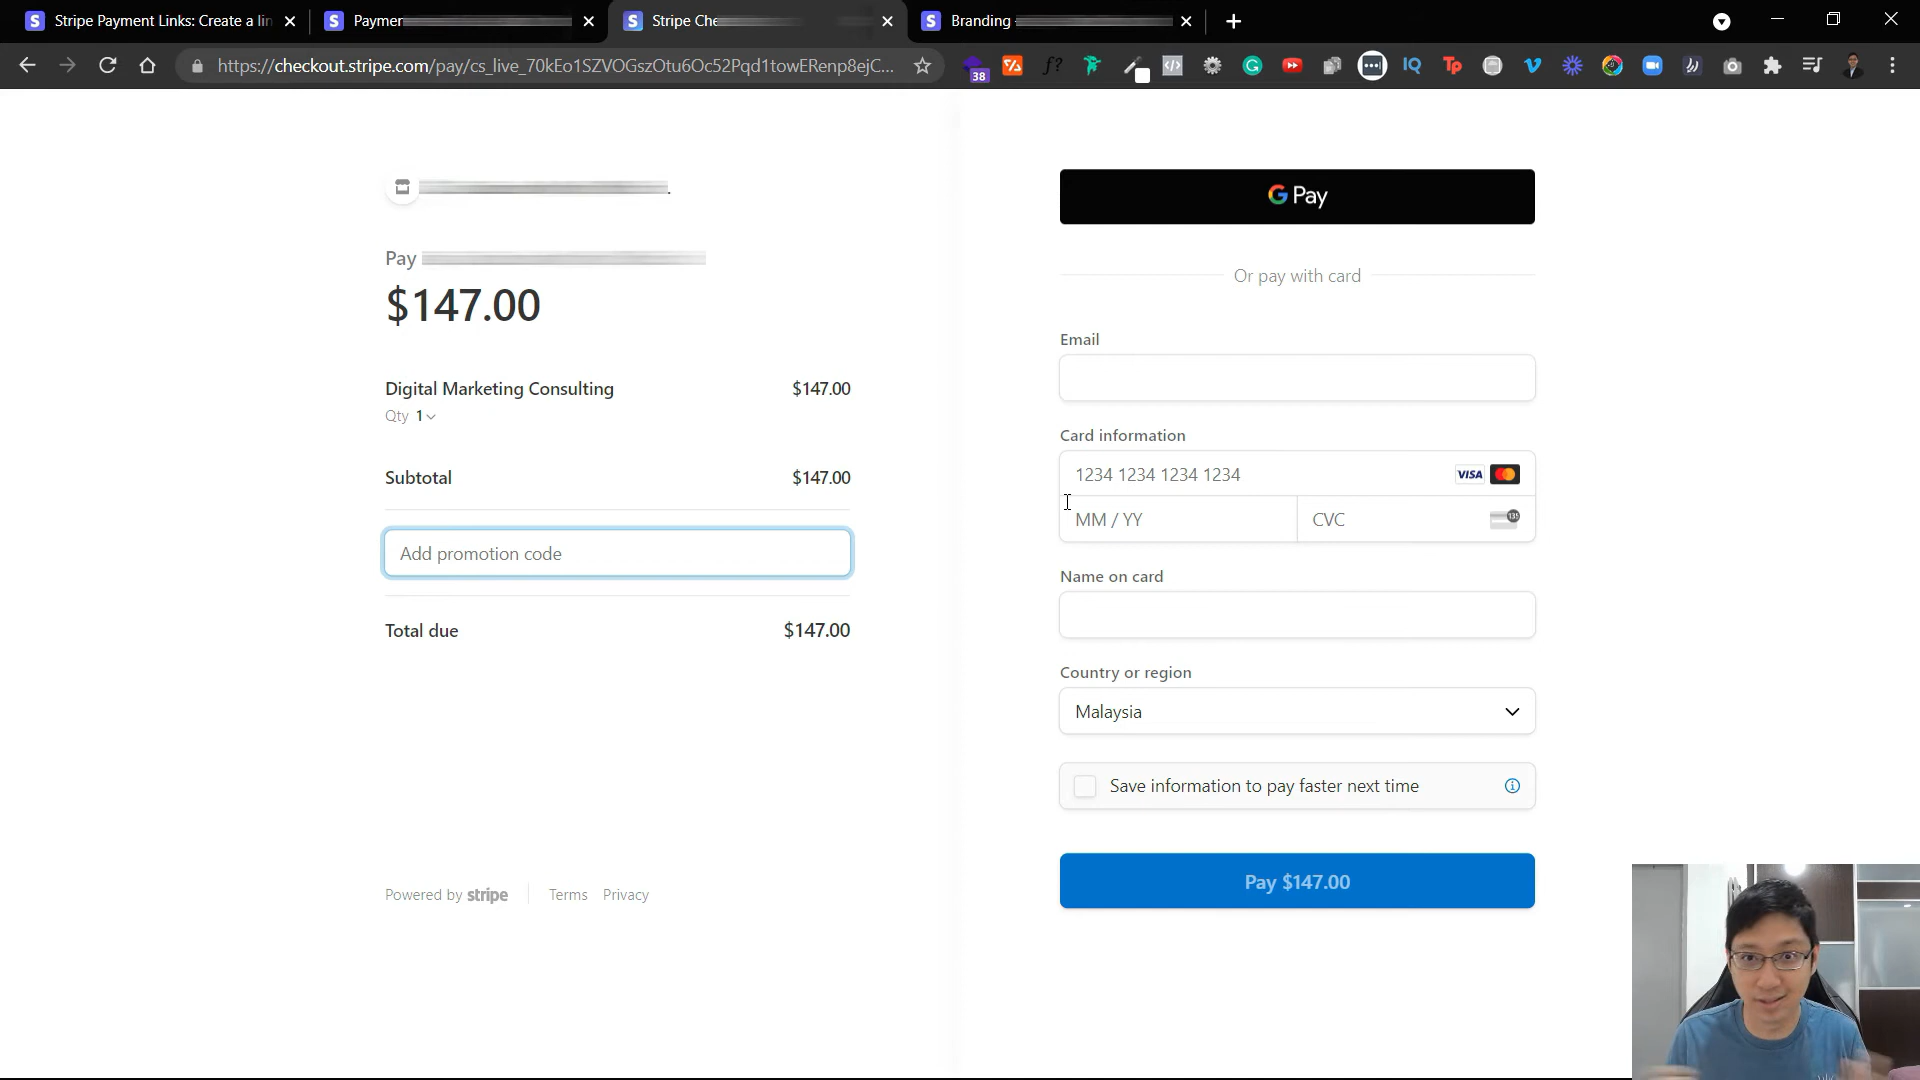 Stripe Payment Links: Create a lin
Paymer
Stripe Che
Branding
https://checkout.stripe.com/pay/cs_live_70kEo1SZVOGszOtu6Oc52Pqd1towERenp8ejC...
38
Pay
$147.00
Digital Marketing Consulting $147.00
Qty 1
Subtotal $147.00
Add promotion code
Total due $147.00
Powered by stripe Terms Privacy
G Pay
Or pay with card
Email
Card information
1234 1234 1234 1234 VISA
MM / YY CVC 135
Name on card
Country or region
Malaysia
Save information to pay faster next time
Pay $147.00